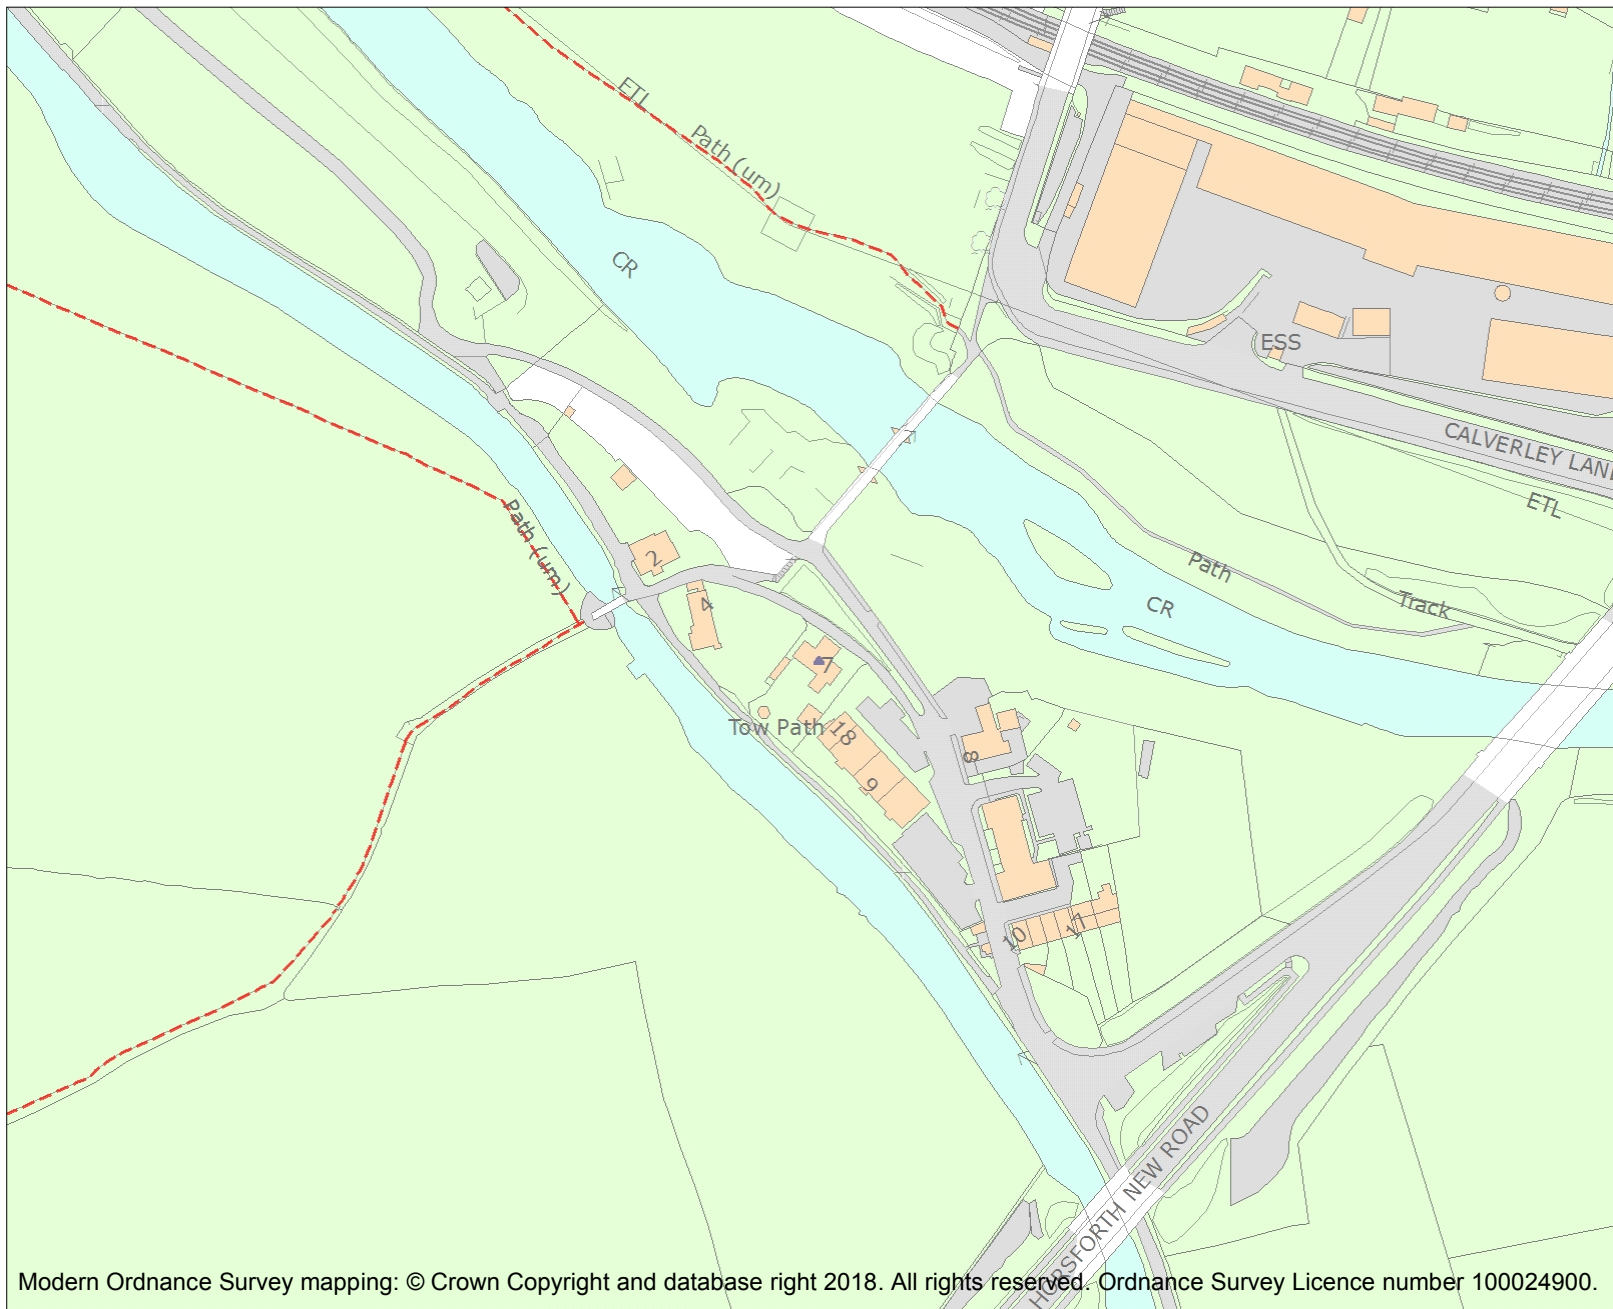 ETL
Path (um)
CR
ESS
CALVERLEY LANE
ETL
Path (um)
2
Path
4
CR
Track
7
Tow Path
18
8
9
10
17
HORSFORTH NEW ROAD
Modern Ordnance Survey mapping: © Crown Copyright and database right 2018. All rights reserved. Ordnance Survey Licence number 100024900.